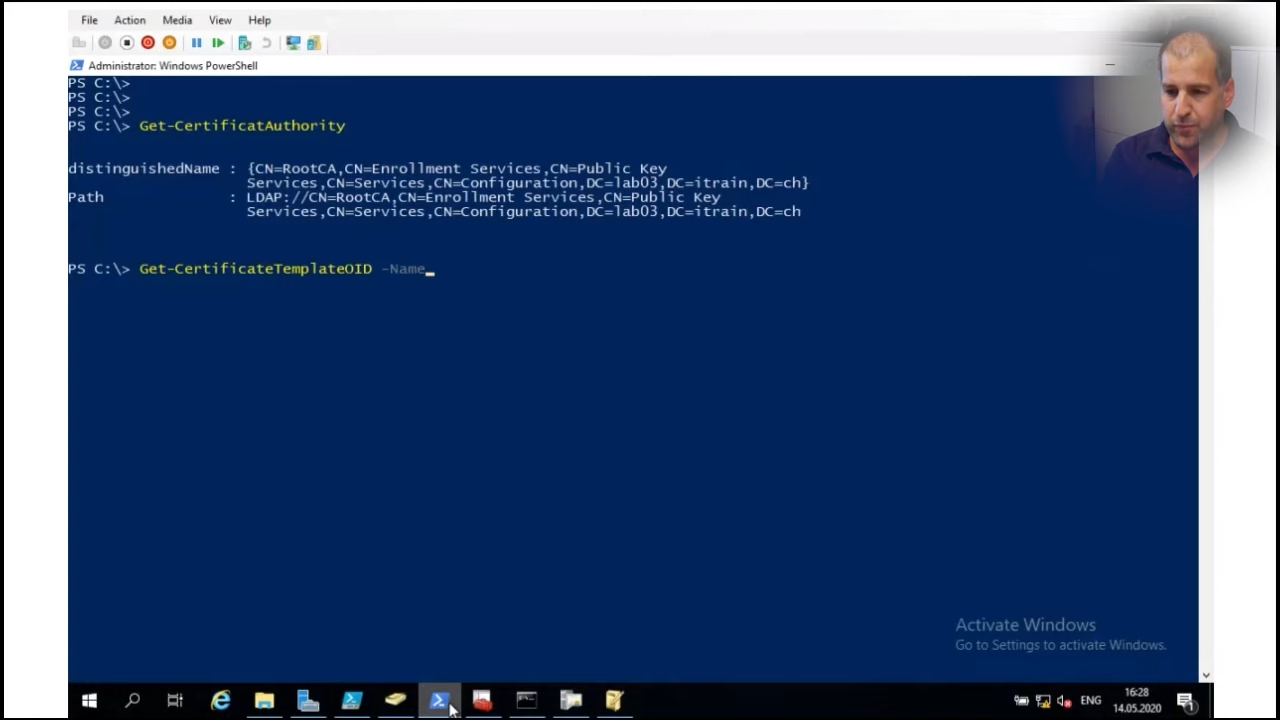 File Action Media View Help
Administrator: Windows PowerShell
PS C:\>
PS C:\>
PS C:\>
PS C:\> Get-CertificatAuthority
distinguishedName : {CN=RootCA,CN=Enrollment Services,CN=Public Key
Services,CN=Services,CN=Configuration,DC=lab03,DC=itrain,DC=ch}
Path : LDAP://CN=RootCA,CN=Enrollment Services,CN=Public Key
Services,CN=Services,CN=Configuration,DC=lab03,DC=itrain,DC=ch
PS C:\> Get-CertificateTemplateOID -Name_
Activate Windows
Go to Settings to activate Windows.
ENG
16:28
14.05.2020
1